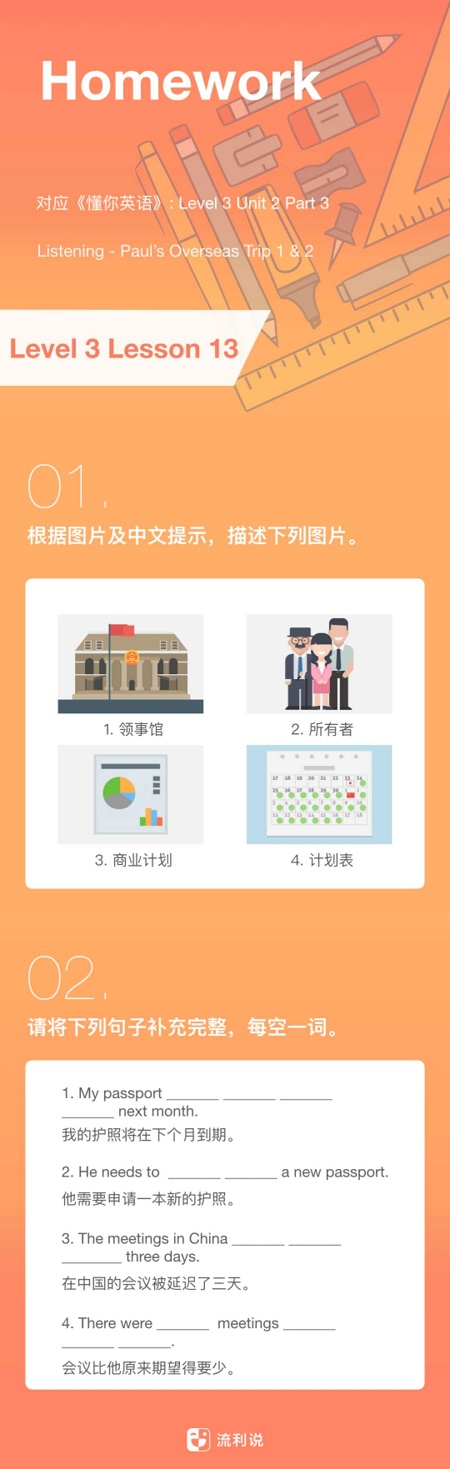 Homework
对应《懂你英语》: Level 3 Unit 2 Part 3
Listening - Paul's Overseas Trip 1 & 2
Level 3 Lesson 13
01.
根据图片及中文提示，描述下列图片。
1. 领事馆
2. 所有者
3. 商业计划
4. 计划表
02.
请将下列句子补充完整，每空一词。
1. My passport ______ ______ ______
______ next month.
我的护照将在下个月到期。
2. He needs to ______ ______ a new passport.
他需要申请一本新的护照。
3. The meetings in China ______ ______
_______ three days.
在中国的会议被延迟了三天。
4. There were ______ meetings ______
______ ______.
会议比他原来期望得要少。
流利说